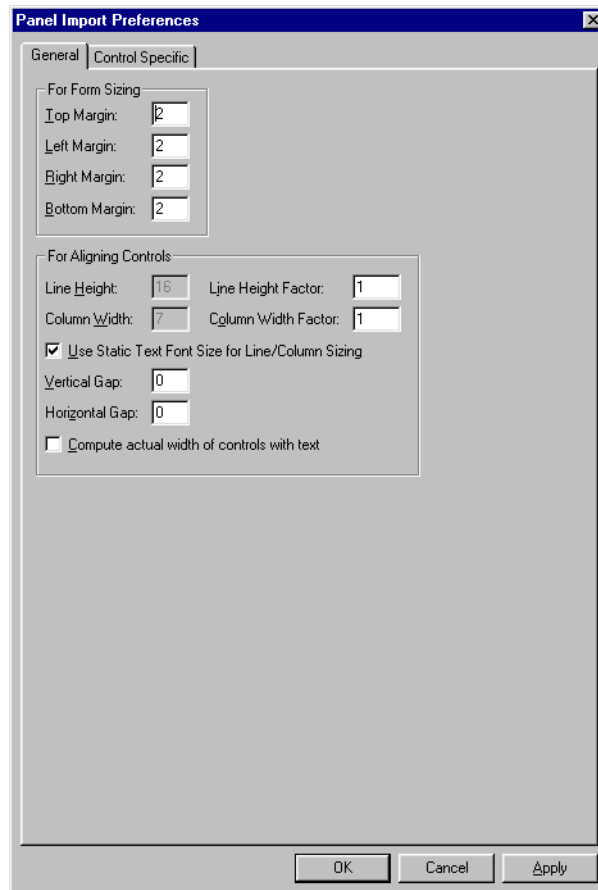 Panel Import Preferences
General Control Specific
For Form Sizing
Top Margin: 2
Left Margin: 2
Right Margin: 2
Bottom Margin: 2
For Aligning Controls
Line Height: 16 Line Height Factor: 1
Column Width: 7 Column Width Factor: 1
Use Static Text Font Size for Line/Column Sizing
Vertical Gap: 0
Horizontal Gap: 0
Compute actual width of controls with text
OK Cancel Apply